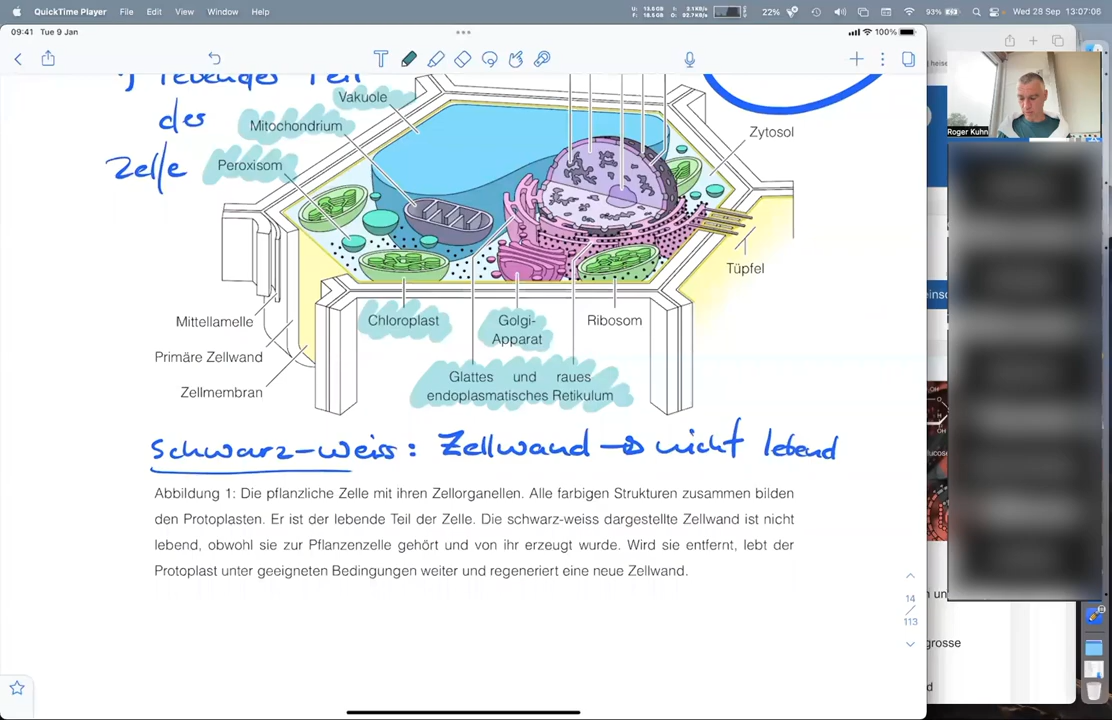 QuickTime Player File Edit View Window Help
22%
93%
Wed 28 Sep 13:07:06
09:41 Tue 9 Jan
100%
lebendes Teil
des
Zelle
Vakuole
Mitochondrium
Peroxisom
Zytosol
Tüpfel
Chloroplast
Golgi-
Apparat
Ribosom
Mittellamelle
Primäre Zellwand
Zellmembran
Glattes und raues
endoplasmatisches Retikulum
Schwarz-weiss: Zellwand → nicht lebend
Abbildung 1: Die pflanzliche Zelle mit ihren Zellorganellen. Alle farbigen Strukturen zusammen bilden
den Protoplasten. Er ist der lebende Teil der Zelle. Die schwarz-weiss dargestellte Zellwand ist nicht
lebend, obwohl sie zur Pflanzenzelle gehört und von ihr erzeugt wurde. Wird sie entfernt, lebt der
Protoplast unter geeigneten Bedingungen weiter und regeneriert eine neue Zellwand.
14
/
113
Roger Kuhn
heise
einsc
n un
grosse
d